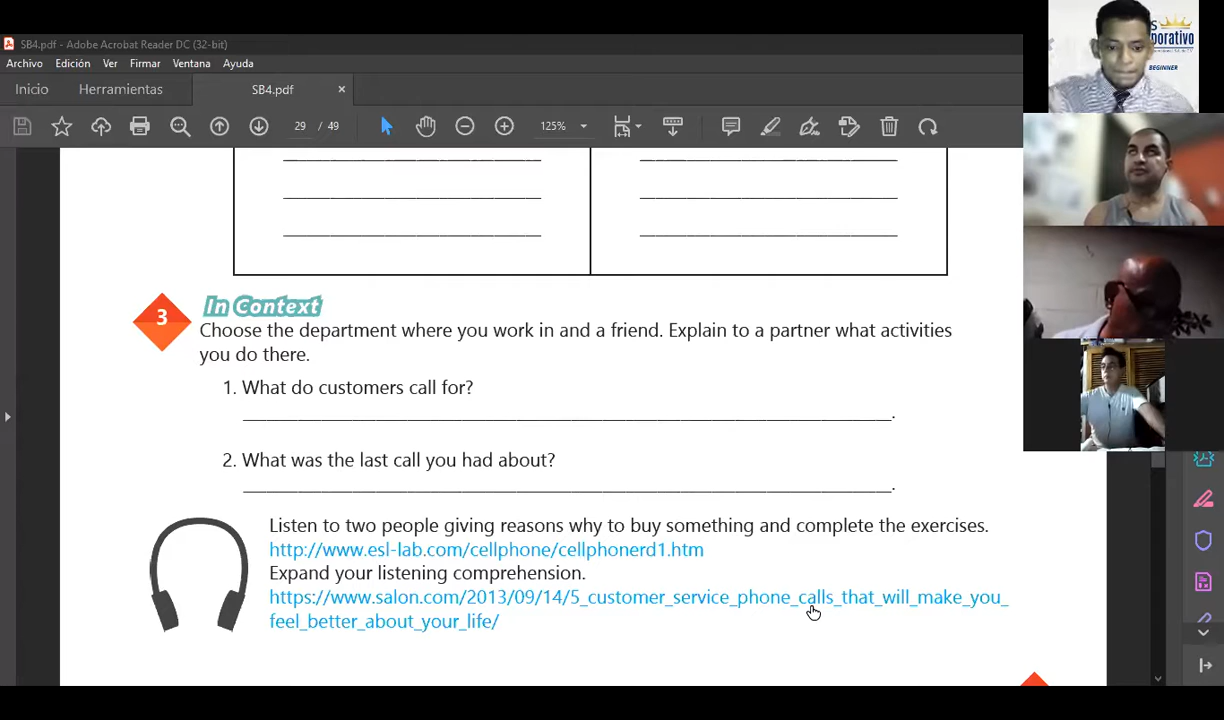 SB4.pdf - Adobe Acrobat Reader DC (32-bit)
Archivo Edición Ver Firmar Ventana Ayuda
Inicio Herramientas SB4.pdf ×
29 / 49 125%
3
In Context
Choose the department where you work in and a friend. Explain to a partner what activities
you do there.
1. What do customers call for?
.
2. What was the last call you had about?
.
Listen to two people giving reasons why to buy something and complete the exercises.
http://www.esl-lab.com/cellphone/cellphonerd1.htm
Expand your listening comprehension.
https://www.salon.com/2013/09/14/5_customer_service_phone_calls_that_will_make_you_
feel_better_about_your_life/
S
porativo
BEGINNER